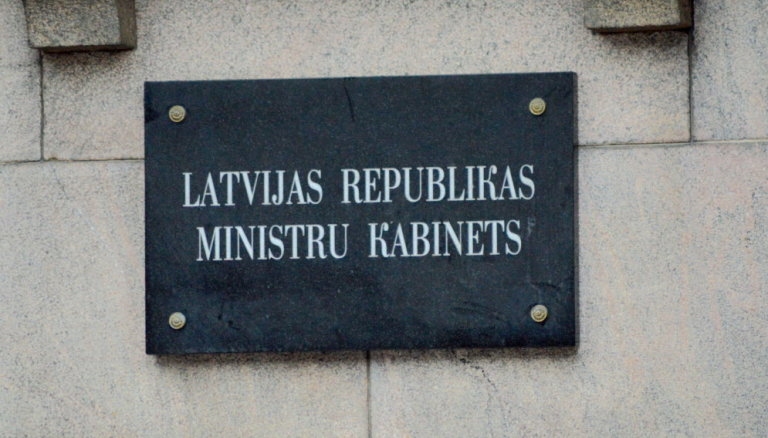 LATVIJAS REPUBLIKAS
MINISTRU KABINETS